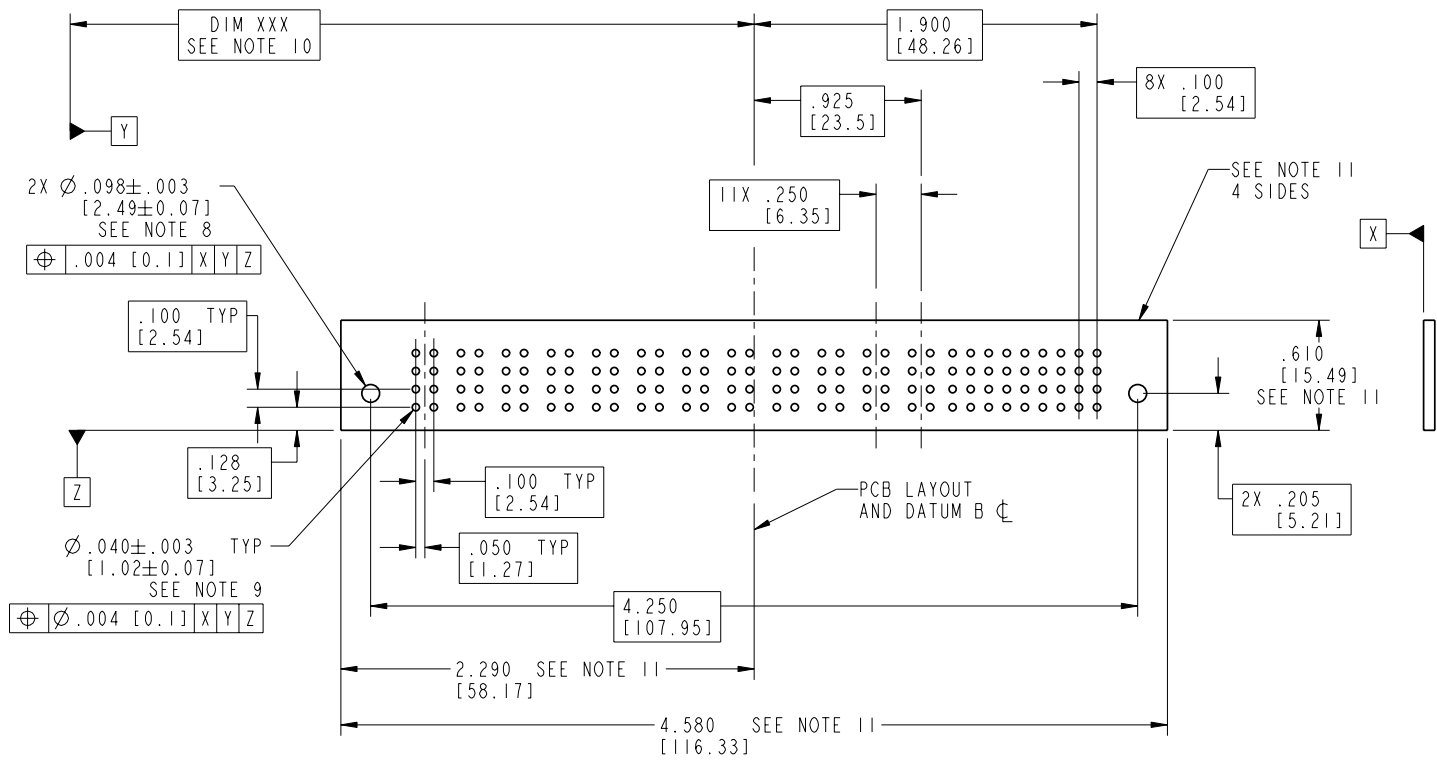 DIM XXX
SEE NOTE 10
1.900
[48.26]
8X .100
[2.54]
.925
[23.5]
Y
2X Ø .098±.003
[2.49±0.07]
SEE NOTE 8
⌖ .004 [0.1] X Y Z
11X .250
[6.35]
SEE NOTE 11
4 SIDES
X
.100 TYP
[2.54]
.610
[15.49]
SEE NOTE 11
.128
[3.25]
Z
.100 TYP
[2.54]
PCB LAYOUT
AND DATUM B ℄
2X .205
[5.21]
Ø .040±.003 TYP
[1.02±0.07]
SEE NOTE 9
⌖ Ø .004 [0.1] X Y Z
.050 TYP
[1.27]
4.250
[107.95]
2.290 SEE NOTE 11
[58.17]
4.580 SEE NOTE 11
[116.33]